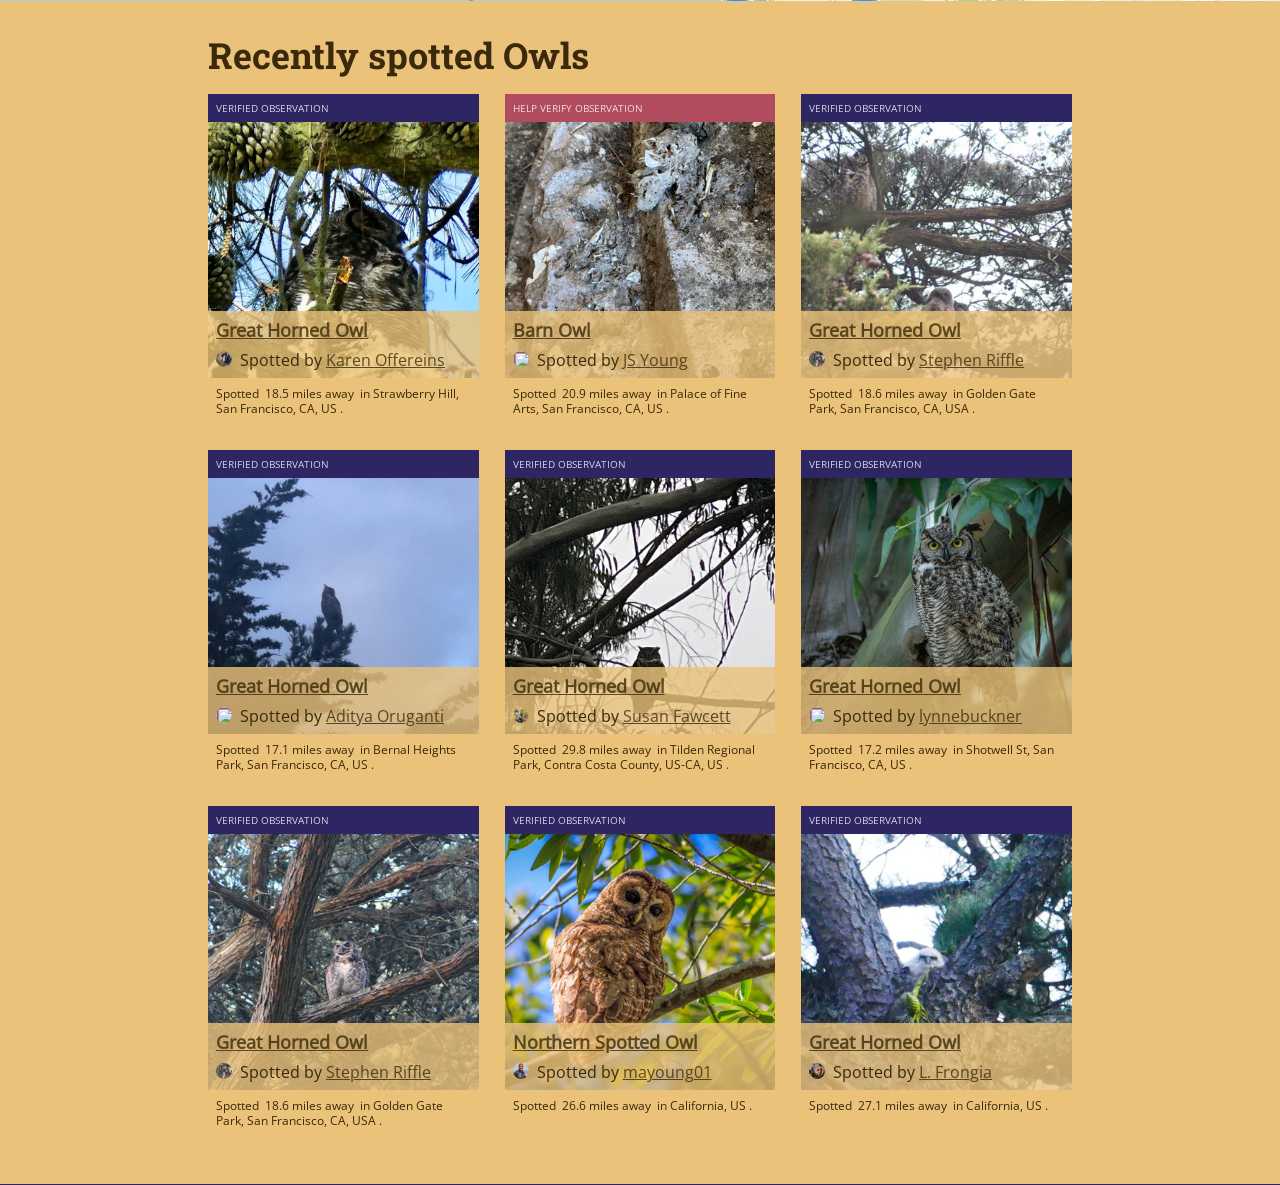 Recently spotted Owls
VERIFIED OBSERVATION
Great Horned Owl
Spotted by Karen Offereins
Spotted 18.5 miles away in Strawberry Hill,
San Francisco, CA, US .
HELP VERIFY OBSERVATION
Barn Owl
Spotted by JS Young
Spotted 20.9 miles away in Palace of Fine
Arts, San Francisco, CA, US .
VERIFIED OBSERVATION
Great Horned Owl
Spotted by Stephen Riffle
Spotted 18.6 miles away in Golden Gate
Park, San Francisco, CA, USA .
VERIFIED OBSERVATION
Great Horned Owl
Spotted by Aditya Oruganti
Spotted 17.1 miles away in Bernal Heights
Park, San Francisco, CA, US .
VERIFIED OBSERVATION
Great Horned Owl
Spotted by Susan Fawcett
Spotted 29.8 miles away in Tilden Regional
Park, Contra Costa County, US-CA, US .
VERIFIED OBSERVATION
Great Horned Owl
Spotted by lynnebuckner
Spotted 17.2 miles away in Shotwell St, San
Francisco, CA, US .
VERIFIED OBSERVATION
Great Horned Owl
Spotted by Stephen Riffle
Spotted 18.6 miles away in Golden Gate
Park, San Francisco, CA, USA .
VERIFIED OBSERVATION
Northern Spotted Owl
Spotted by mayoung01
Spotted 26.6 miles away in California, US .
VERIFIED OBSERVATION
Great Horned Owl
Spotted by L. Frongia
Spotted 27.1 miles away in California, US .